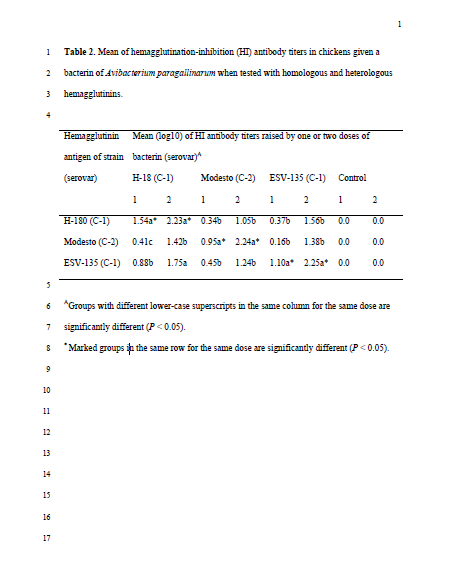 1
1 Table 2. Mean of hemagglutination-inhibition (HI) antibody titers in chickens given a
2 bacterin of Avibacterium paragallinarum when tested with homologous and heterologous
3 hemagglutinins.
4
Hemagglutinin Mean (log10) of HI antibody titers raised by one or two doses of
antigen of strain bacterin (serovar)A
(serovar) H-18 (C-1) Modesto (C-2) ESV-135 (C-1) Control
1 2 1 2 1 2 1 2
H-180 (C-1) 1.54a* 2.23a* 0.34b 1.05b 0.37b 1.56b 0.0 0.0
Modesto (C-2) 0.41c 1.42b 0.95a* 2.24a* 0.16b 1.38b 0.0 0.0
ESV-135 (C-1) 0.88b 1.75a 0.45b 1.24b 1.10a* 2.25a* 0.0 0.0
5
6 AGroups with different lower-case superscripts in the same column for the same dose are
7 significantly different (P < 0.05).
8 *Marked groups in the same row for the same dose are significantly different (P < 0.05).
9
10
11
12
13
14
15
16
17